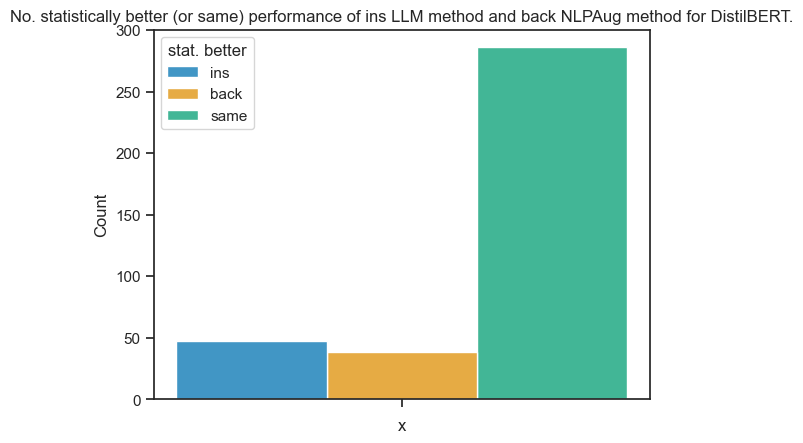 No. statistically better (or same) performance of ins LLM method and back NLPAug method for DistilBERT.
stat. better
ins
back
same
300
250
200
150
100
50
0
Count
x